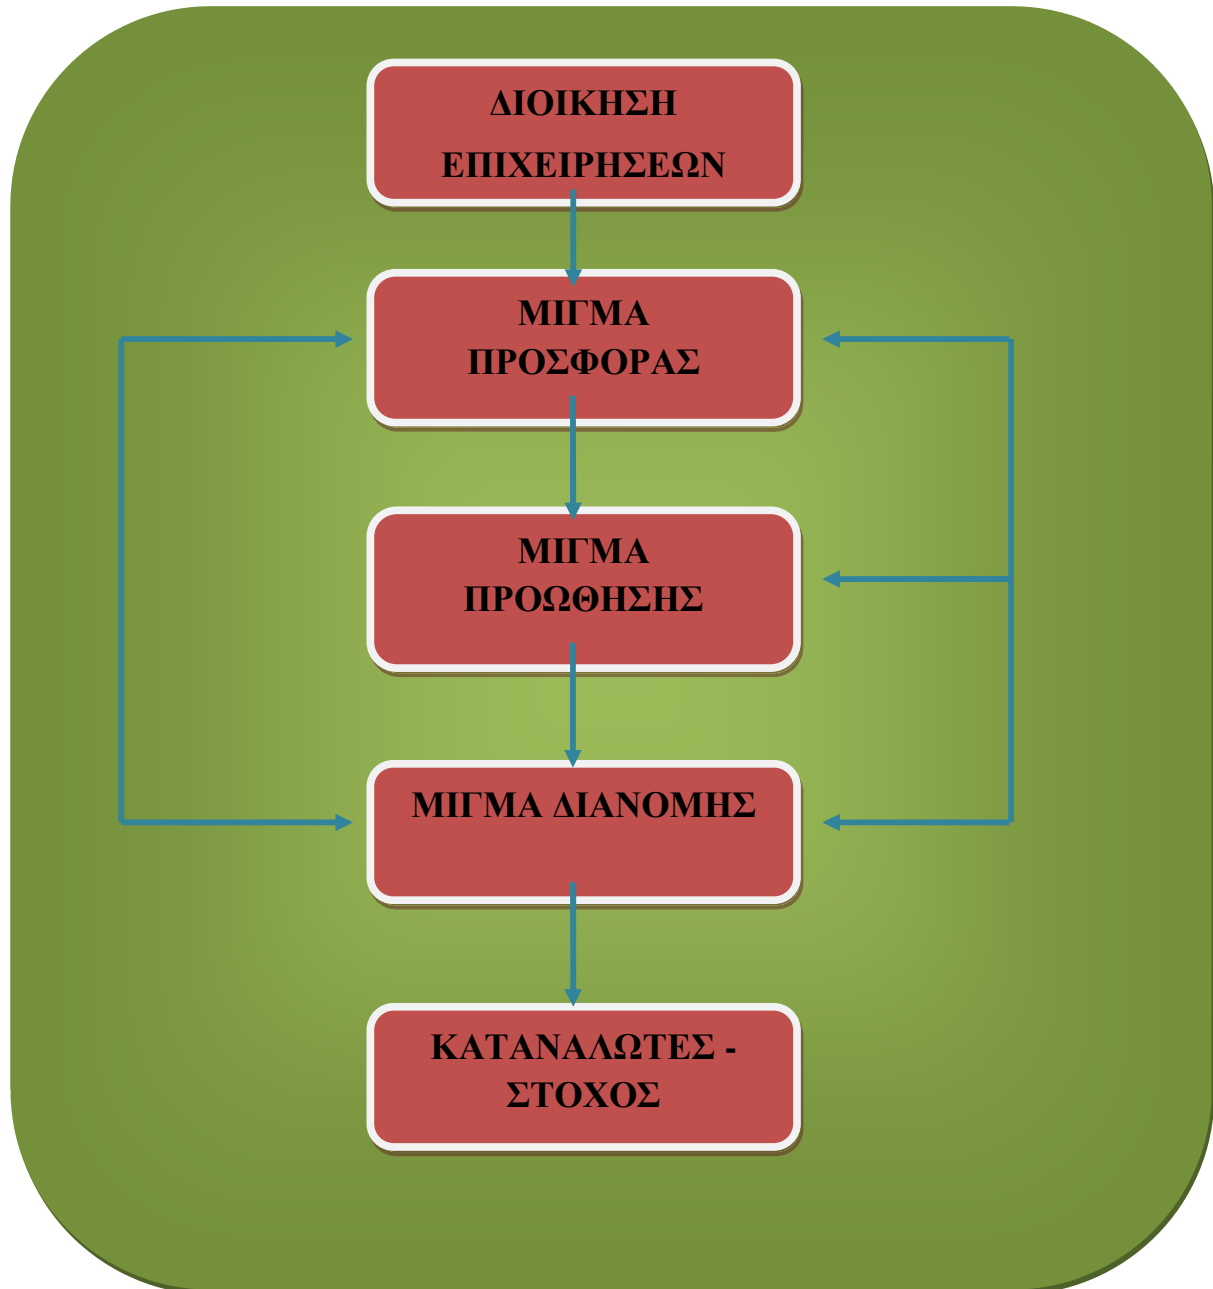 ΔΙΟΙΚΗΣΗ
ΕΠΙΧΕΙΡΗΣΕΩΝ
ΜΙΓΜΑ
ΠΡΟΣΦΟΡΑΣ
ΜΙΓΜΑ
ΠΡΟΩΘΗΣΗΣ
ΜΙΓΜΑ ΔΙΑΝΟΜΗΣ
ΚΑΤΑΝΑΛΩΤΕΣ -
ΣΤΟΧΟΣ